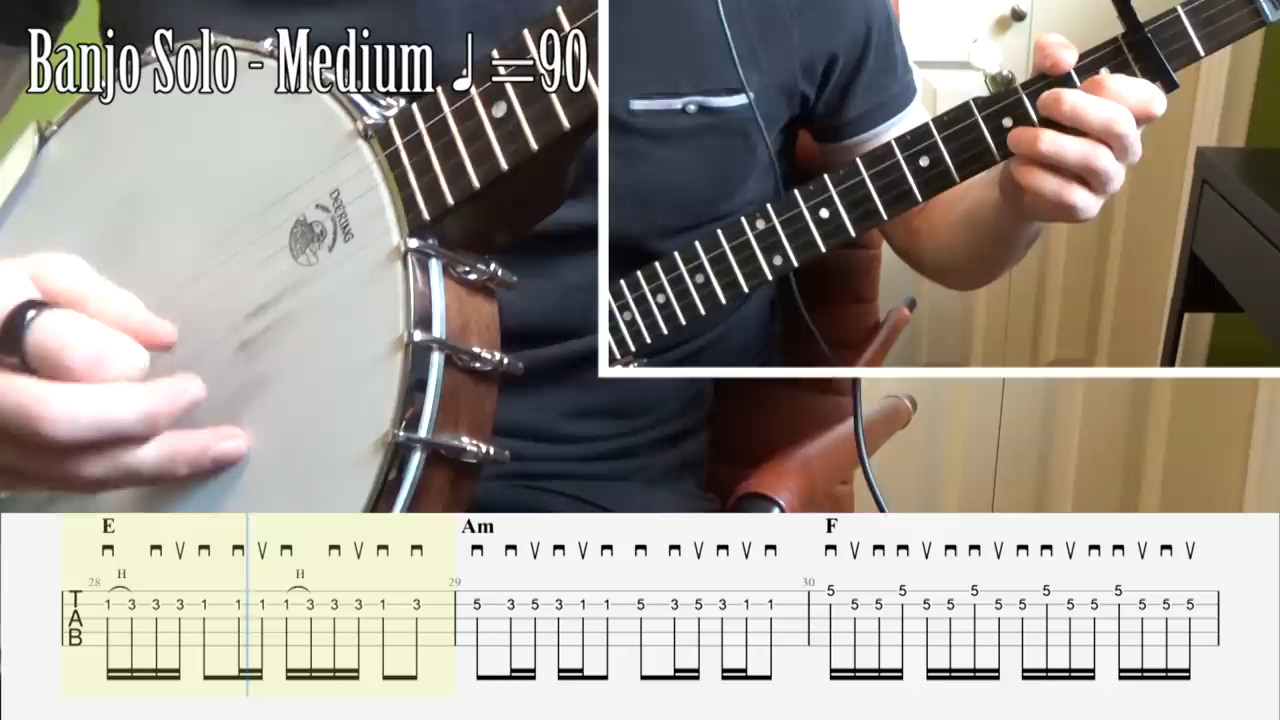 Banjo Solo - Medium ♩=90
DEERING
E Am F
H H
28 29 30
T 1 3 3 3 1 1 1 1 3 3 3 1 3 5 3 5 3 1 1 5 3 5 3 1 1 5 5 5 5 5 5 5 5 5 5 5 5 5 5 5 5
A
B